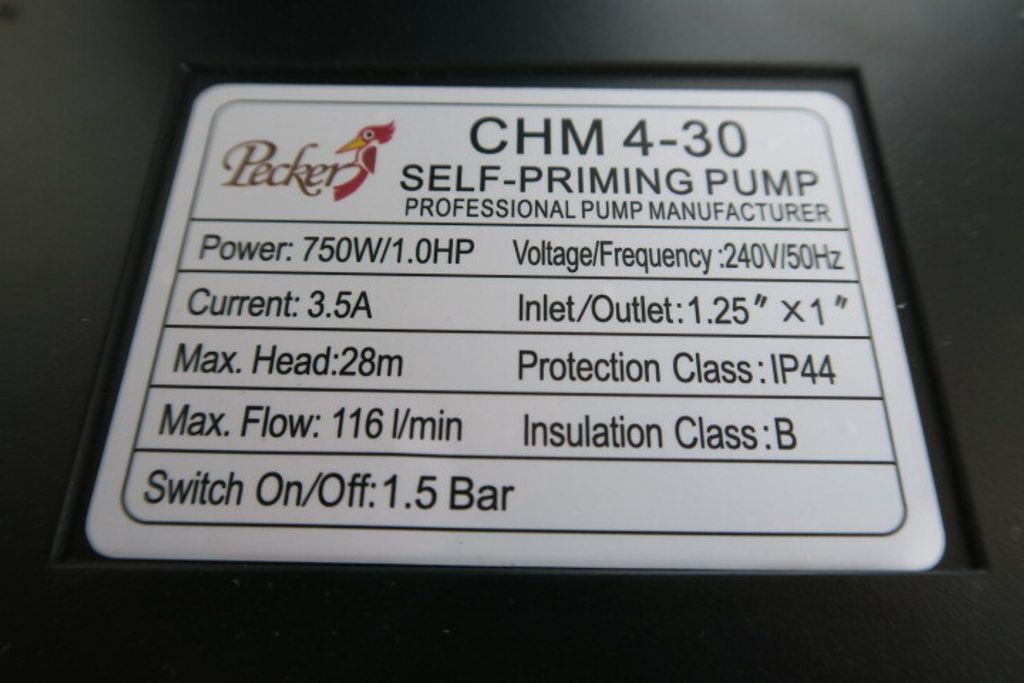 Pecker
CHM 4-30
SELF-PRIMING PUMP
PROFESSIONAL PUMP MANUFACTURER
Power: 750W/1.0HP Voltage/Frequency :240V/50Hz
Current: 3.5A Inlet/Outlet:1.25″ ×1″
Max. Head:28m Protection Class:IP44
Max. Flow: 116 l/min Insulation Class:B
Switch On/Off:1.5 Bar